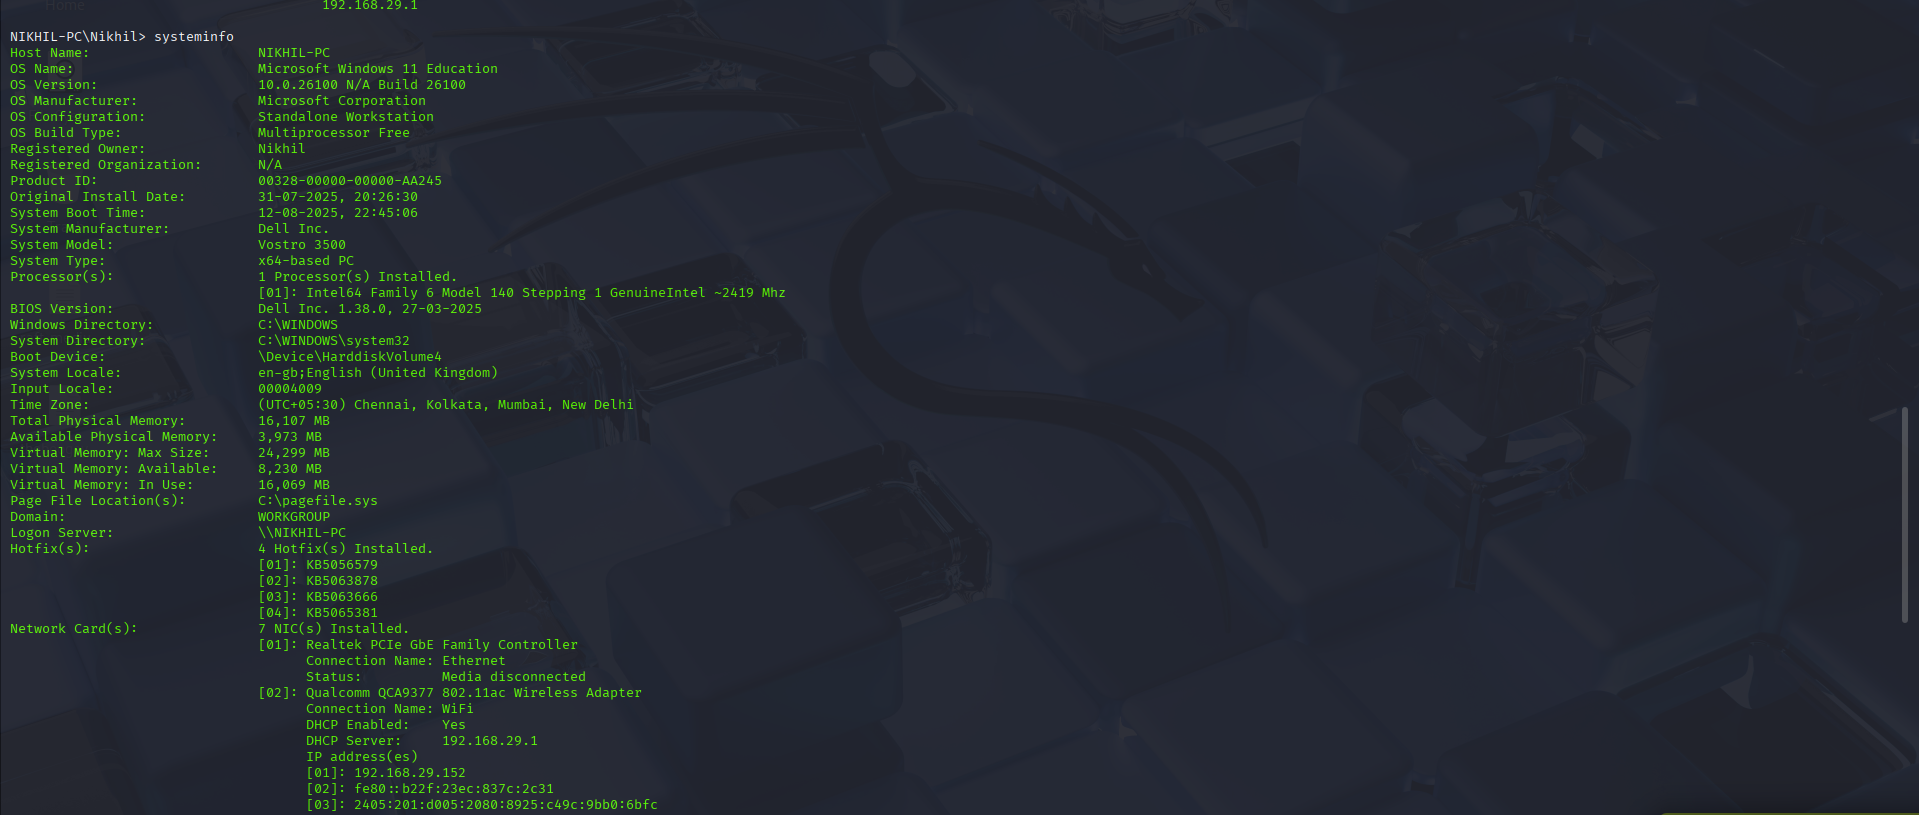 Home
192.168.29.1
NIKHIL-PC\Nikhil> systeminfo
Host Name: NIKHIL-PC
OS Name: Microsoft Windows 11 Education
OS Version: 10.0.26100 N/A Build 26100
OS Manufacturer: Microsoft Corporation
OS Configuration: Standalone Workstation
OS Build Type: Multiprocessor Free
Registered Owner: Nikhil
Registered Organization: N/A
Product ID: 00328-00000-00000-AA245
Original Install Date: 31-07-2025, 20:26:30
System Boot Time: 12-08-2025, 22:45:06
System Manufacturer: Dell Inc.
System Model: Vostro 3500
System Type: x64-based PC
Processor(s): 1 Processor(s) Installed.
[01]: Intel64 Family 6 Model 140 Stepping 1 GenuineIntel ~2419 Mhz
BIOS Version: Dell Inc. 1.38.0, 27-03-2025
Windows Directory: C:\WINDOWS
System Directory: C:\WINDOWS\system32
Boot Device: \Device\HarddiskVolume4
System Locale: en-gb;English (United Kingdom)
Input Locale: 00004009
Time Zone: (UTC+05:30) Chennai, Kolkata, Mumbai, New Delhi
Total Physical Memory: 16,107 MB
Available Physical Memory: 3,973 MB
Virtual Memory: Max Size: 24,299 MB
Virtual Memory: Available: 8,230 MB
Virtual Memory: In Use: 16,069 MB
Page File Location(s): C:\pagefile.sys
Domain: WORKGROUP
Logon Server: \\NIKHIL-PC
Hotfix(s): 4 Hotfix(s) Installed.
[01]: KB5056579
[02]: KB5063878
[03]: KB5063666
[04]: KB5065381
Network Card(s): 7 NIC(s) Installed.
[01]: Realtek PCIe GbE Family Controller
Connection Name: Ethernet
Status: Media disconnected
[02]: Qualcomm QCA9377 802.11ac Wireless Adapter
Connection Name: WiFi
DHCP Enabled: Yes
DHCP Server: 192.168.29.1
IP address(es)
[01]: 192.168.29.152
[02]: fe80::b22f:23ec:837c:2c31
[03]: 2405:201:d005:2080:8925:c49c:9bb0:6bfc